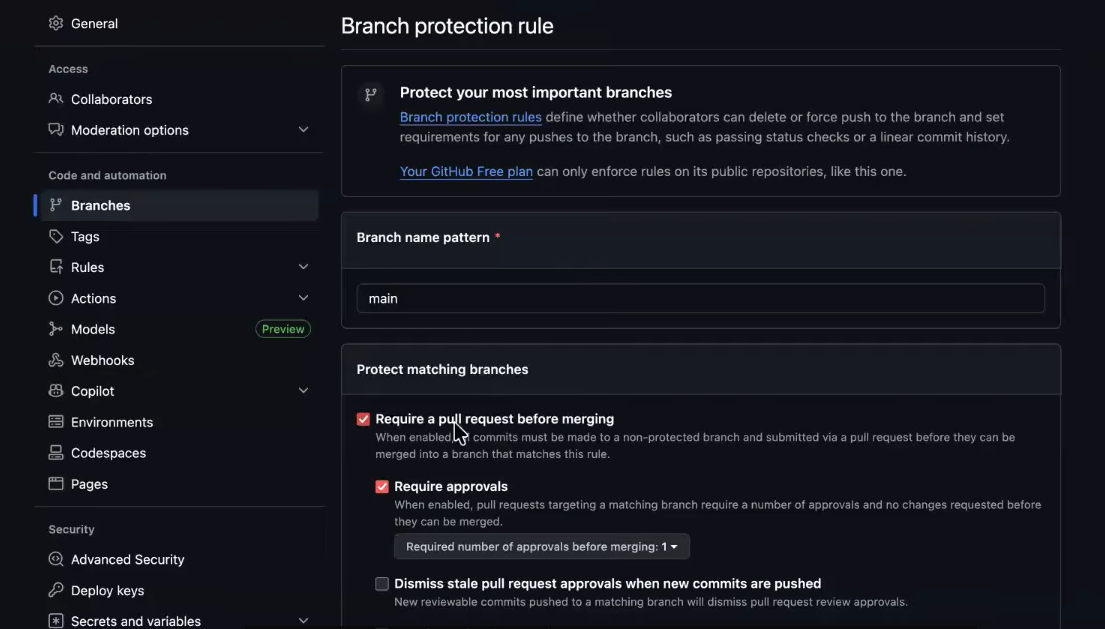 General
Access
Collaborators
Moderation options
Code and automation
Branches
Tags
Rules
Actions
Models Preview
Webhooks
Copilot
Environments
Codespaces
Pages
Security
Advanced Security
Deploy keys
Secrets and variables
Branch protection rule
Protect your most important branches
Branch protection rules define whether collaborators can delete or force push to the branch and set
requirements for any pushes to the branch, such as passing status checks or a linear commit history.
Your GitHub Free plan can only enforce rules on its public repositories, like this one.
Branch name pattern *
main
Protect matching branches
Require a pull request before merging
When enabled, commits must be made to a non-protected branch and submitted via a pull request before they can be
merged into a branch that matches this rule.
Require approvals
When enabled, pull requests targeting a matching branch require a number of approvals and no changes requested before
they can be merged.
Required number of approvals before merging: 1
Dismiss stale pull request approvals when new commits are pushed
New reviewable commits pushed to a matching branch will dismiss pull request review approvals.